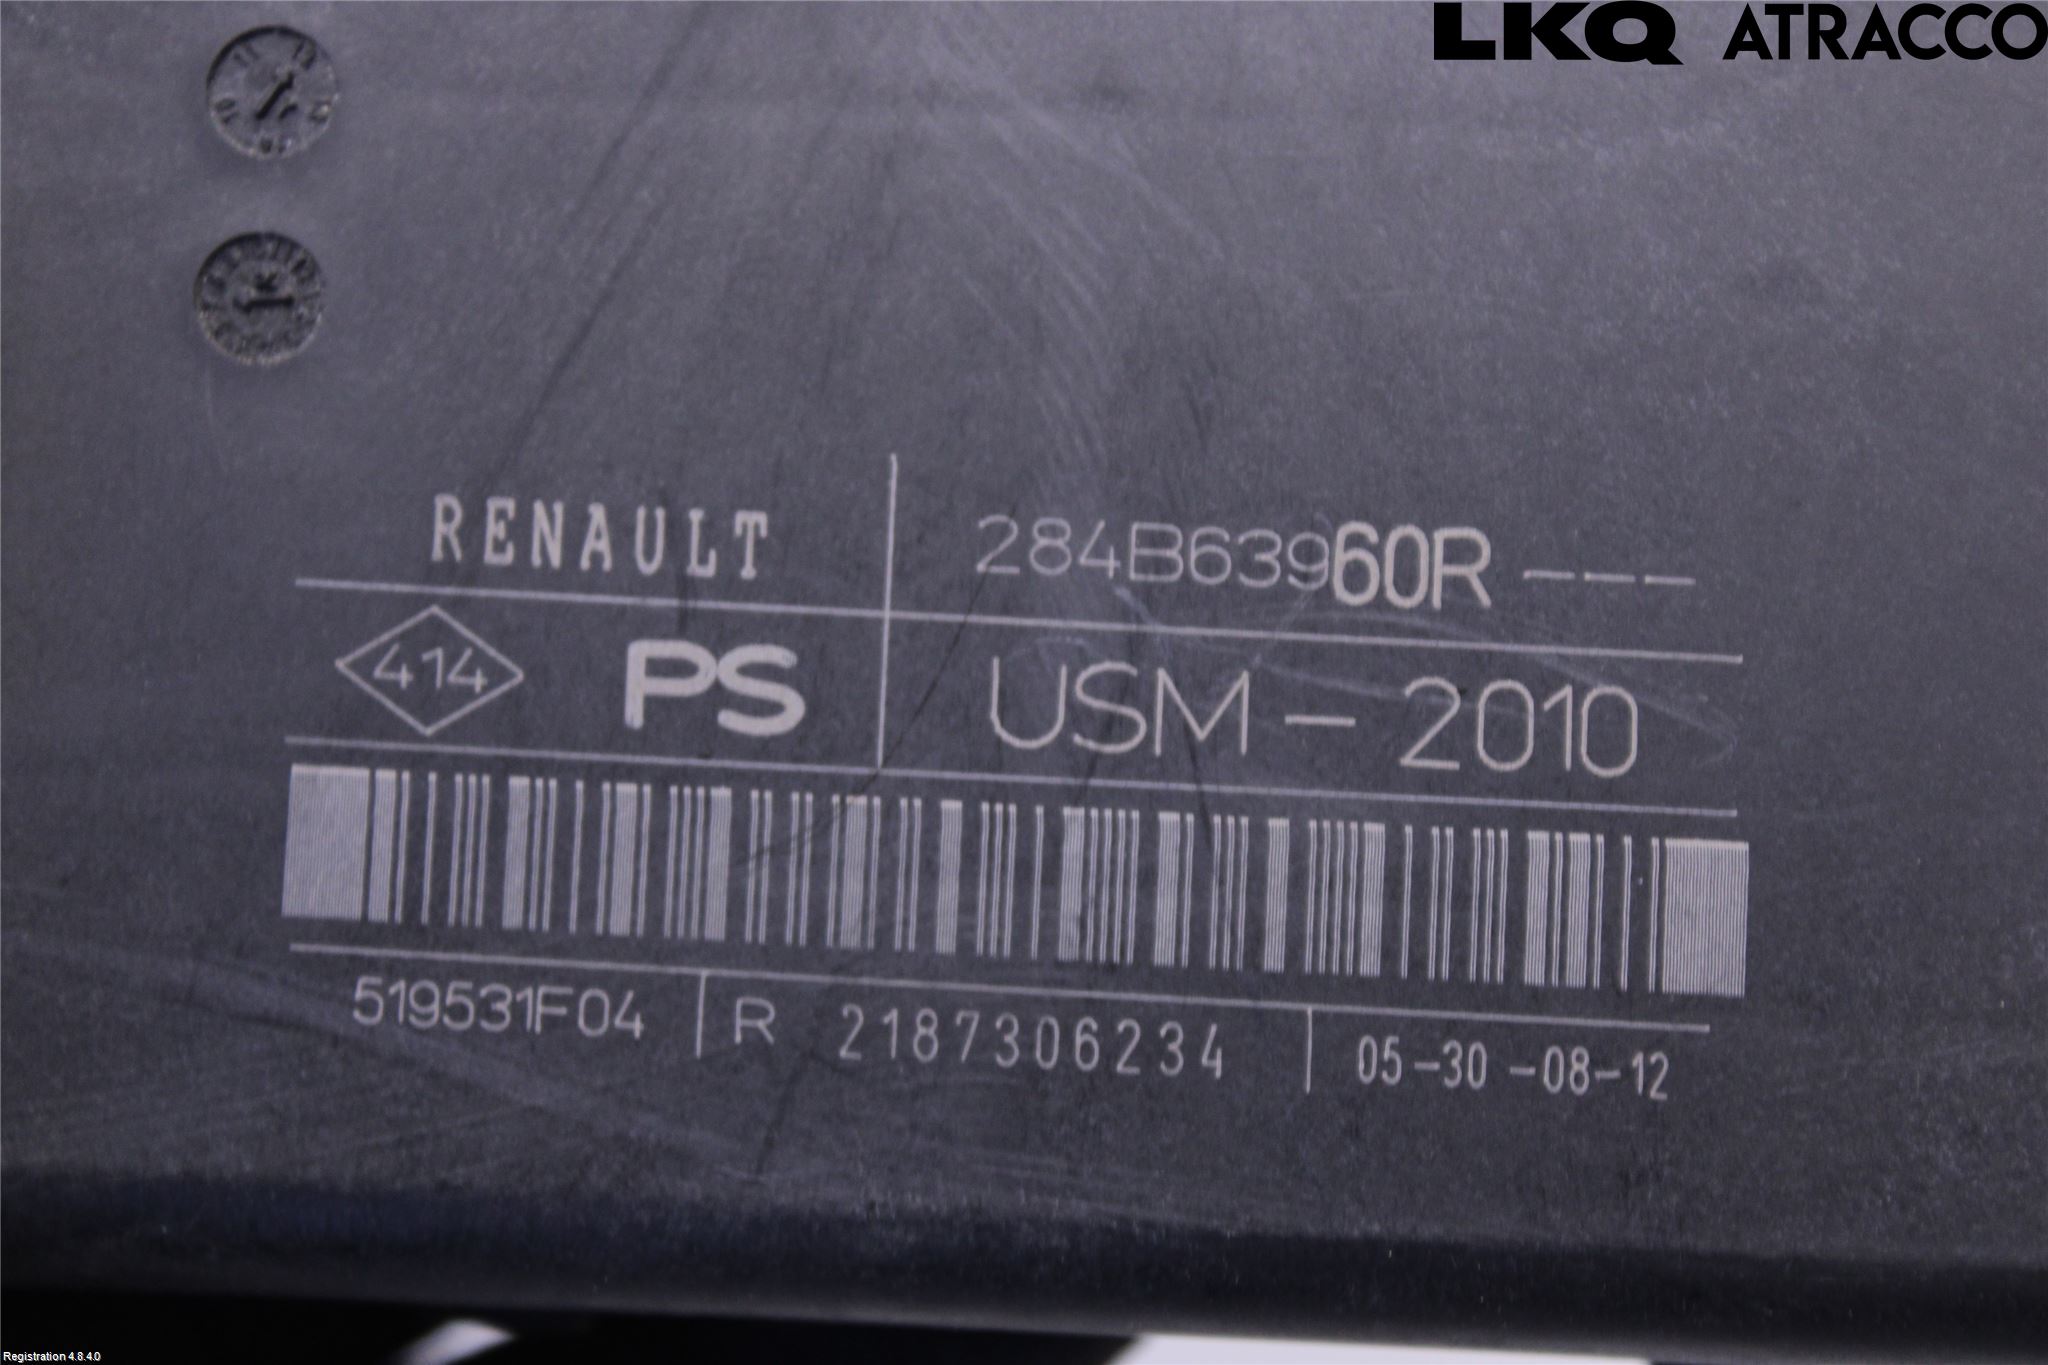 LKQ ATRACCO
RENAULT
284B63960R---
414
PS
USM - 2010
519531F04
R 2187306234
05-30-08-12
Registration 4.8.4.0